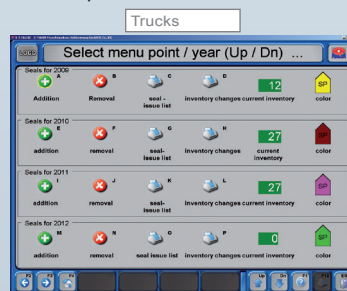 Trucks
Select menu point / year (Up / Dn) ...
Seals for 2009
A B C D
12 SP
Addition Removal seal - issue list inventory changes current inventory color
Seals for 2010
E F G H
27 SP
addition removal seal- issue list inventory changes current inventory color
Seals for 2011
I J K L
27 SP
addition removal seal- issue list inventory changes current inventory color
Seals for 2012
M N O P
0 SP
addition removal seal issue list inventory changes current inventory color
Up Dn